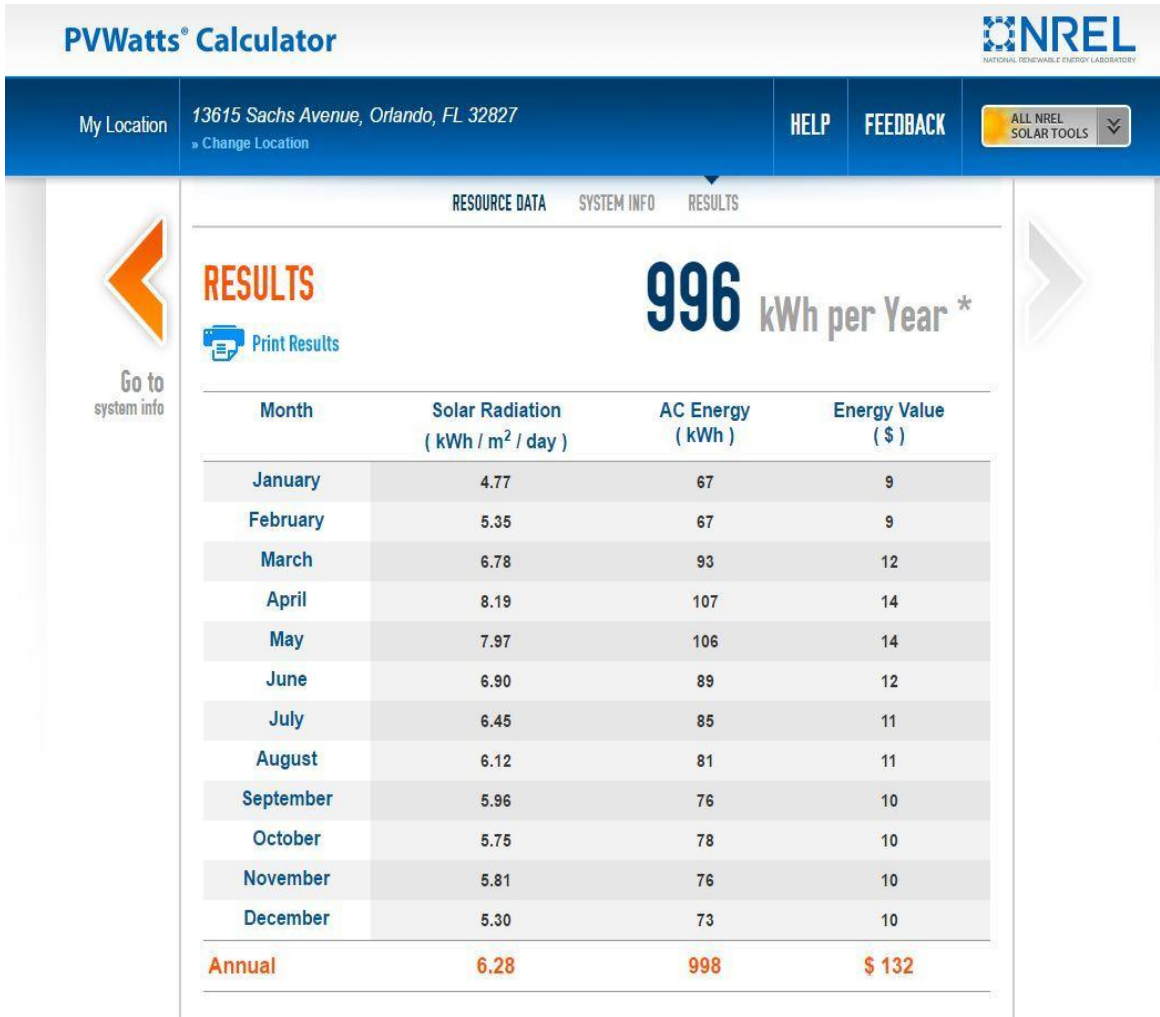 PVWatts® Calculator
NREL
NATIONAL RENEWABLE ENERGY LABORATORY
My Location
13615 Sachs Avenue, Orlando, FL 32827
» Change Location
HELP
FEEDBACK
ALL NREL
SOLAR TOOLS
RESOURCE DATA SYSTEM INFO RESULTS
RESULTS
996 kWh per Year *
Print Results
Go to
system info
Month Solar Radiation AC Energy Energy Value
( kWh / m² / day ) ( kWh ) ( $ )
January 4.77 67 9
February 5.35 67 9
March 6.78 93 12
April 8.19 107 14
May 7.97 106 14
June 6.90 89 12
July 6.45 85 11
August 6.12 81 11
September 5.96 76 10
October 5.75 78 10
November 5.81 76 10
December 5.30 73 10
Annual 6.28 998 $ 132